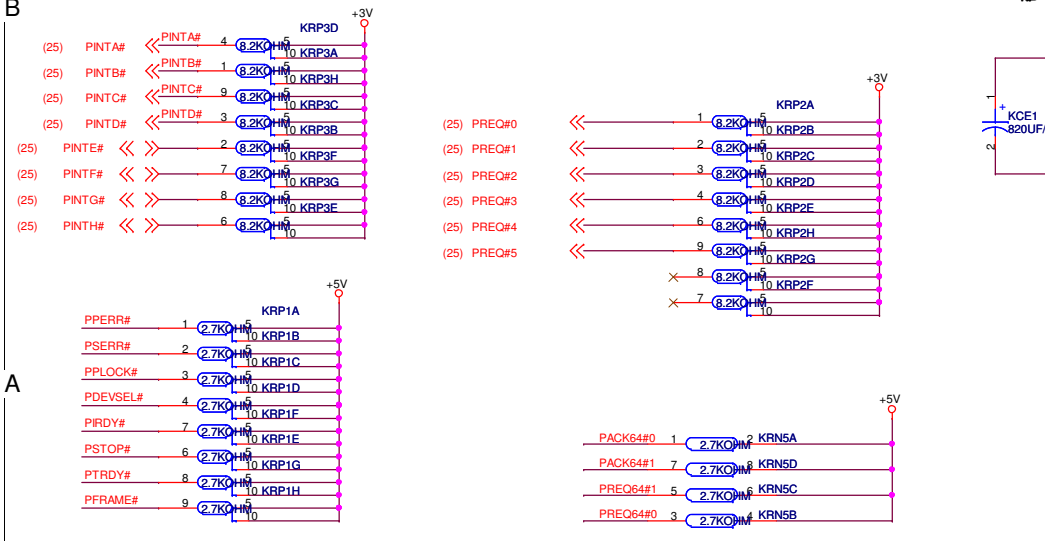 B
+3V
KRP3D
(25) PINTA# PINTA# 4 8.2KOHM 5
10 KRP3A
(25) PINTB# PINTB# 1 8.2KOHM 5
10 KRP3H
(25) PINTC# PINTC# 9 8.2KOHM 5
10 KRP3C
(25) PINTD# PINTD# 3 8.2KOHM 5
10 KRP3B
(25) PINTE# 2 8.2KOHM 5
10 KRP3F
(25) PINTF# 7 8.2KOHM 5
10 KRP3G
(25) PINTG# 8 8.2KOHM 5
10 KRP3E
(25) PINTH# 6 8.2KOHM 5
10
+3V
KRP2A
(25) PREQ#0 1 8.2KOHM 5
10 KRP2B
(25) PREQ#1 2 8.2KOHM 5
10 KRP2C
(25) PREQ#2 3 8.2KOHM 5
10 KRP2D
(25) PREQ#3 4 8.2KOHM 5
10 KRP2E
(25) PREQ#4 6 8.2KOHM 5
10 KRP2H
(25) PREQ#5 9 8.2KOHM 5
10 KRP2G
8 8.2KOHM 5
10 KRP2F
7 8.2KOHM 5
10
1
+
KCE1
820UF/
2
A
+5V
KRP1A
PPERR# 1 2.7KOHM 5
10 KRP1B
PSERR# 2 2.7KOHM 5
10 KRP1C
PPLOCK# 3 2.7KOHM 5
10 KRP1D
PDEVSEL# 4 2.7KOHM 5
10 KRP1F
PIRDY# 7 2.7KOHM 5
10 KRP1E
PSTOP# 6 2.7KOHM 5
10 KRP1G
PTRDY# 8 2.7KOHM 5
10 KRP1H
PFRAME# 9 2.7KOHM 5
10
+5V
PACK64#0 1 2.7KOHM 2 KRN5A
PACK64#1 7 2.7KOHM 8 KRN5D
PREQ64#1 5 2.7KOHM 6 KRN5C
PREQ64#0 3 2.7KOHM 4 KRN5B